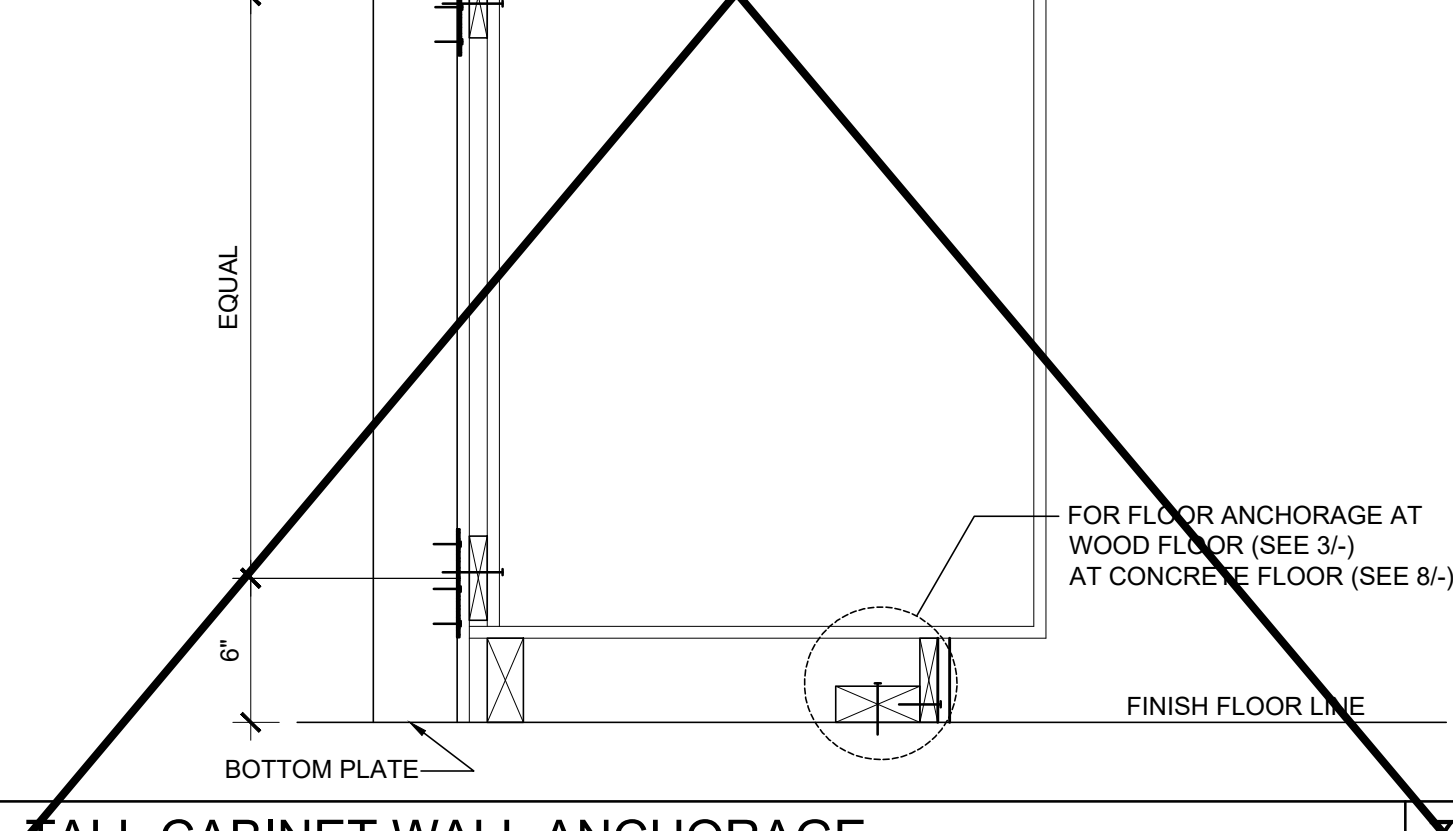 EQUAL
FOR FLOOR ANCHORAGE AT
WOOD FLOOR (SEE 3/-)
AT CONCRETE FLOOR (SEE 8/-)
6"
FINISH FLOOR LINE
BOTTOM PLATE
TALL CABINET WALL ANCHORAGE